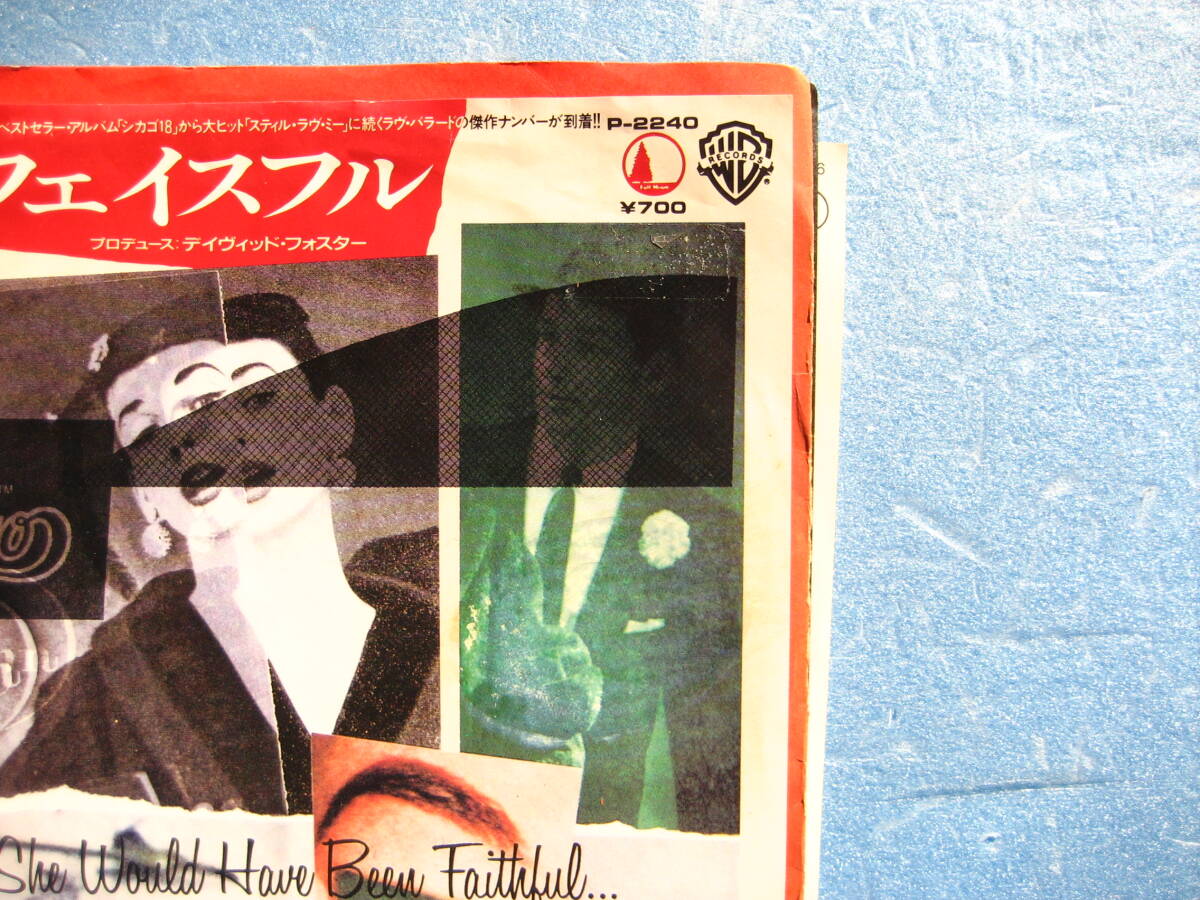 ベストセラー・アルバム「シカゴ18」から大ヒット「スティル・ラヴ・ミー」に続くラヴ・バラードの傑作ナンバーが到着!!
P-2240
フェイスフル
Full Moon
RECORDS
¥700
プロデュース:デイヴィッド・フォスター
TM
She Would Have Been Faithful...